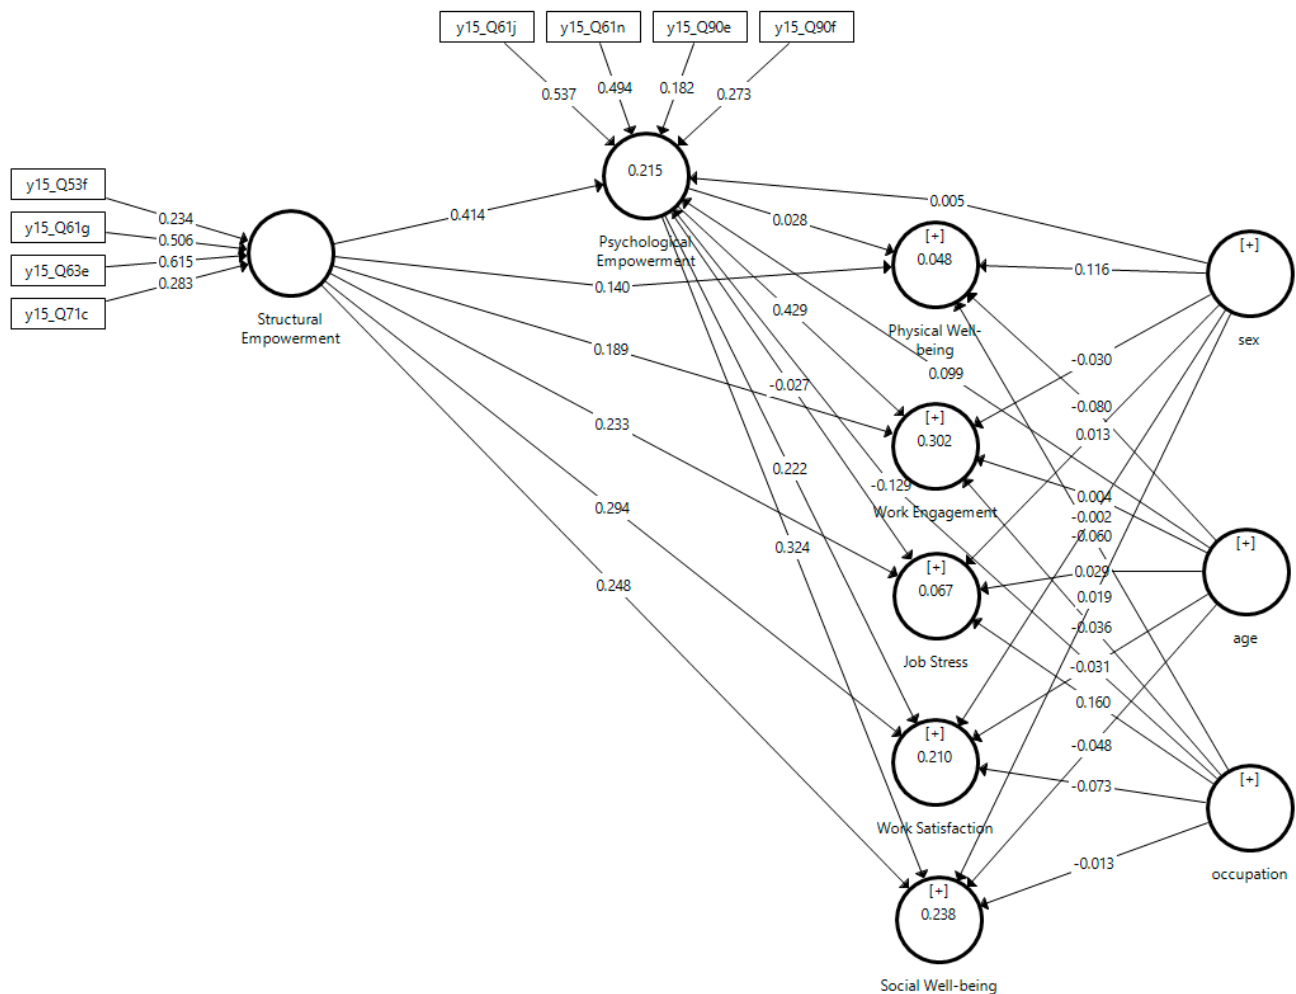 y15_Q61j
y15_Q61n
y15_Q90e
y15_Q90f
0.537
0.494
0.182
0.273
y15_Q53f
y15_Q61g
y15_Q63e
y15_Q71c
0.234
0.506
0.615
0.283
Structural
Empowerment
0.215
Psychological
Empowerment
0.414
0.140
0.189
0.233
0.294
0.248
0.028
0.429
-0.027
0.222
-0.129
0.324
[+]
0.048
Physical Well-
being
[+]
0.302
Work Engagement
[+]
0.067
Job Stress
[+]
0.210
Work Satisfaction
[+]
0.238
Social Well-being
0.005
0.116
-0.030
0.099
-0.080
0.013
0.004
-0.002
-0.060
0.029
0.019
-0.036
-0.031
0.160
-0.048
-0.073
-0.013
[+]
sex
[+]
age
[+]
occupation